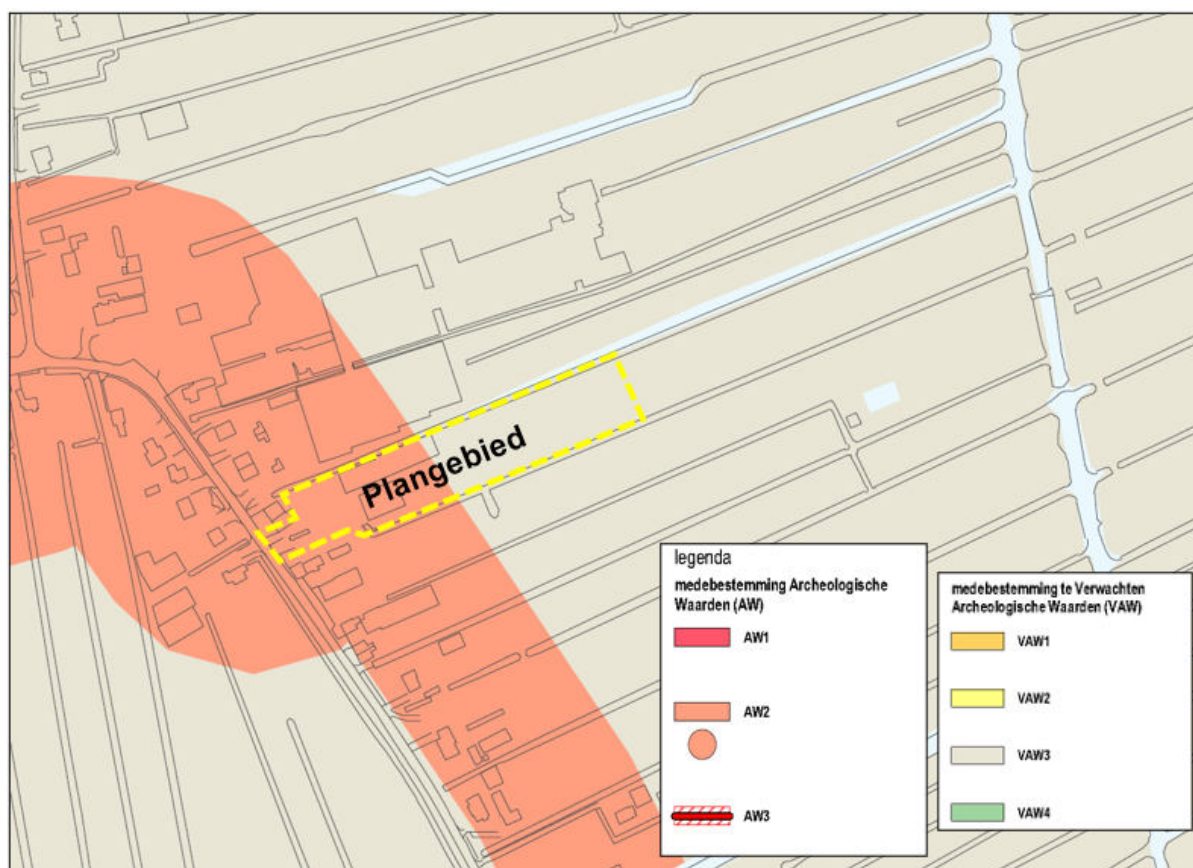 Plangebied
legenda
medebestemming Archeologische
Waarden (AW)
AW1
AW2
AW3
medebestemming te Verwachten
Archeologische Waarden (VAW)
VAW1
VAW2
VAW3
VAW4